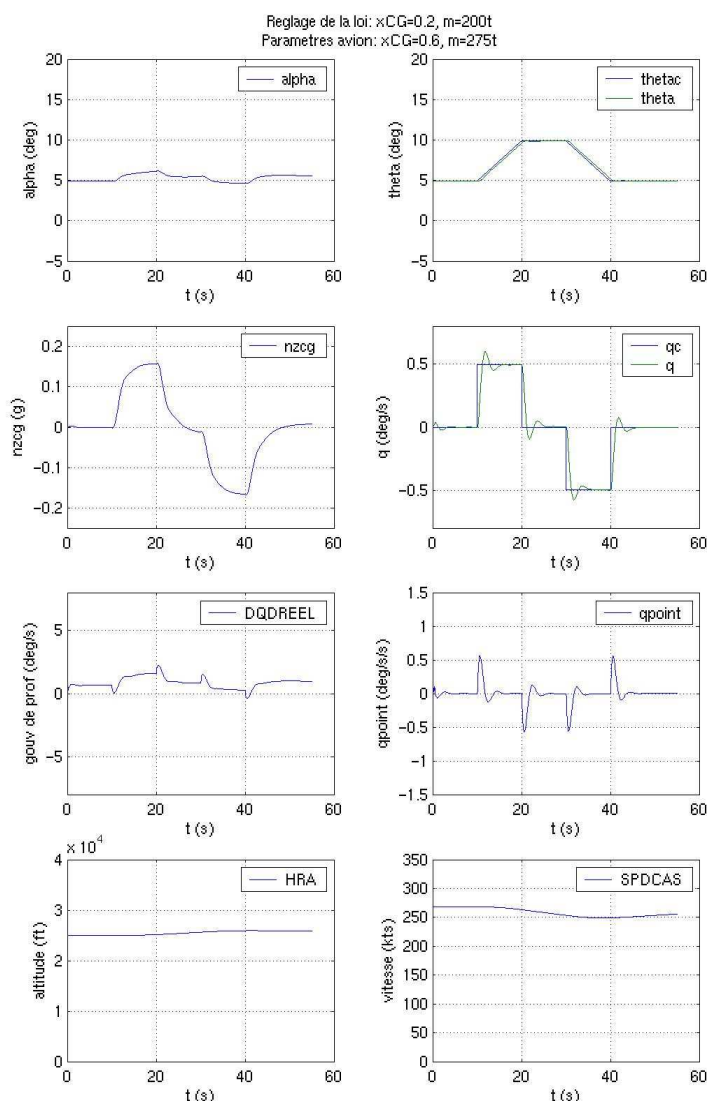 Reglage de la loi: xCG=0.2, m=200t
Parametres avion: xCG=0.6, m=275t
20
15
10
5
0
−5
alpha (deg)
alpha
0
20
40
60
t (s)
20
15
10
5
0
−5
theta (deg)
thetac
theta
0
20
40
60
t (s)
0.2
0.1
0
−0.1
−0.2
nzcg (g)
nzcg
0
20
40
60
t (s)
0.5
0
−0.5
q (deg/s)
qc
q
0
20
40
60
t (s)
5
0
−5
gouv de prof (deg/s)
DQDREEL
0
20
40
60
t (s)
1.5
1
0.5
0
−0.5
−1
−1.5
qpoint (deg/s/s)
qpoint
0
20
40
60
t (s)
x 10^4
4
3
2
1
0
altitude (ft)
HRA
0
20
40
60
t (s)
350
300
250
200
150
100
50
0
vitesse (kts)
SPDCAS
0
20
40
60
t (s)